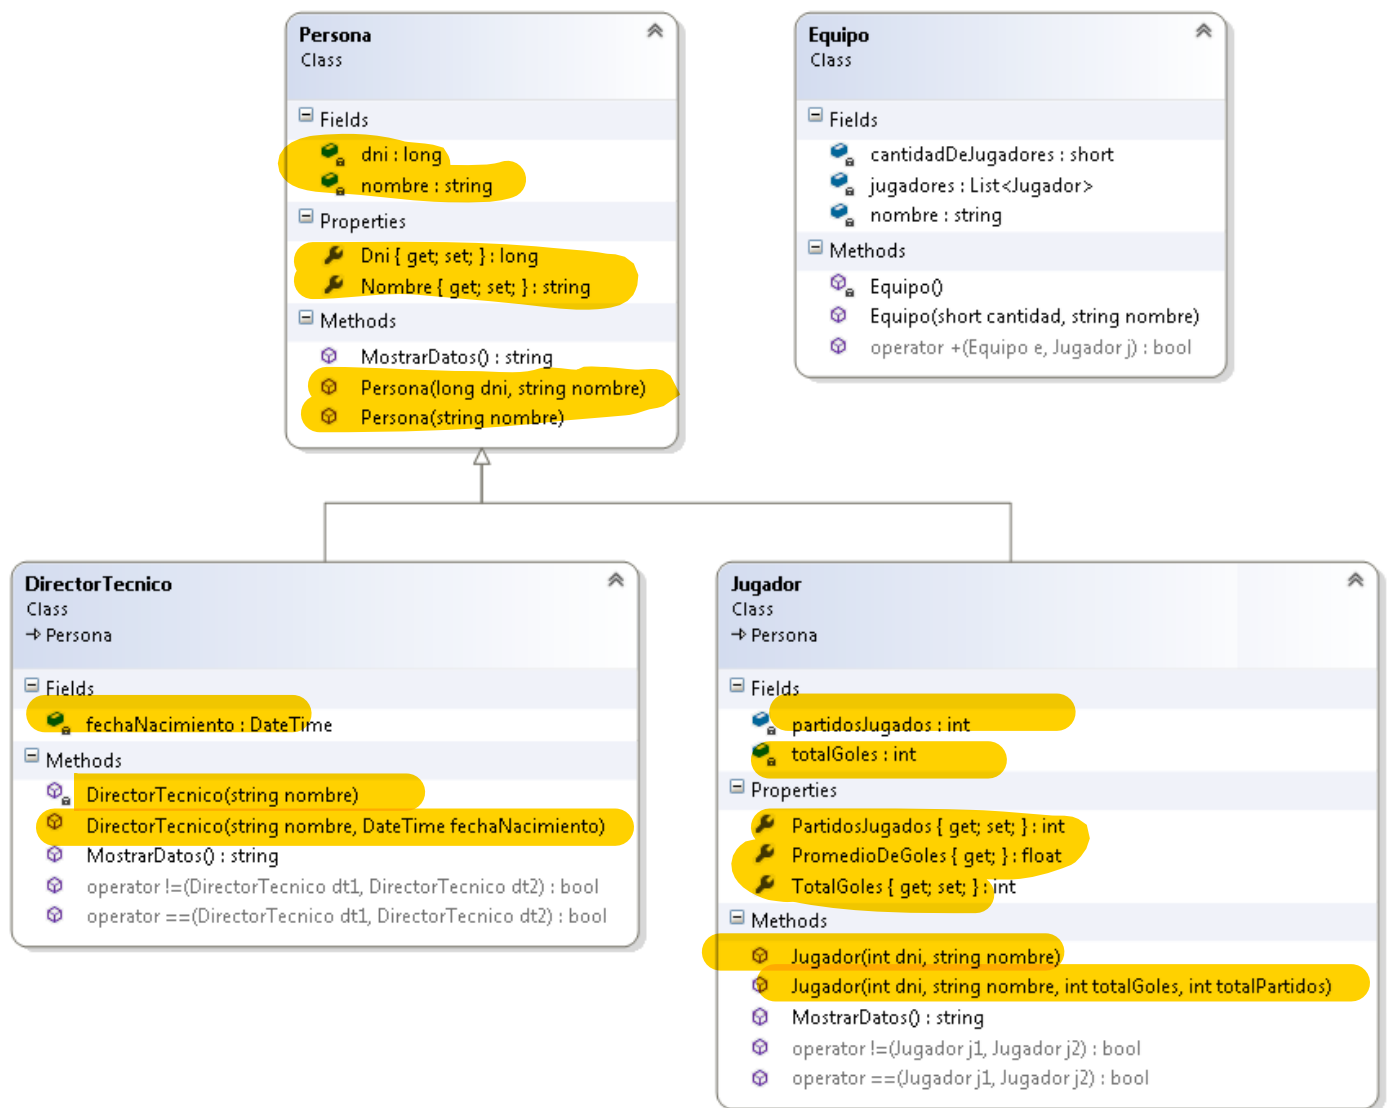 Persona
Class
Fields
dni : long
nombre : string
Properties
Dni { get; set; } : long
Nombre { get; set; } : string
Methods
MostrarDatos() : string
Persona(long dni, string nombre)
Persona(string nombre)
Equipo
Class
Fields
cantidadDeJugadores : short
jugadores : List<Jugador>
nombre : string
Methods
Equipo()
Equipo(short cantidad, string nombre)
operator +(Equipo e, Jugador j) : bool
DirectorTecnico
Class
Persona
Fields
fechaNacimiento : DateTime
Methods
DirectorTecnico(string nombre)
DirectorTecnico(string nombre, DateTime fechaNacimiento)
MostrarDatos() : string
operator !=(DirectorTecnico dt1, DirectorTecnico dt2) : bool
operator ==(DirectorTecnico dt1, DirectorTecnico dt2) : bool
Jugador
Class
Persona
Fields
partidosJugados : int
totalGoles : int
Properties
PartidosJugados { get; set; } : int
PromedioDeGoles { get; } : float
TotalGoles { get; set; } : int
Methods
Jugador(int dni, string nombre)
Jugador(int dni, string nombre, int totalGoles, int totalPartidos)
MostrarDatos() : string
operator !=(Jugador j1, Jugador j2) : bool
operator ==(Jugador j1, Jugador j2) : bool